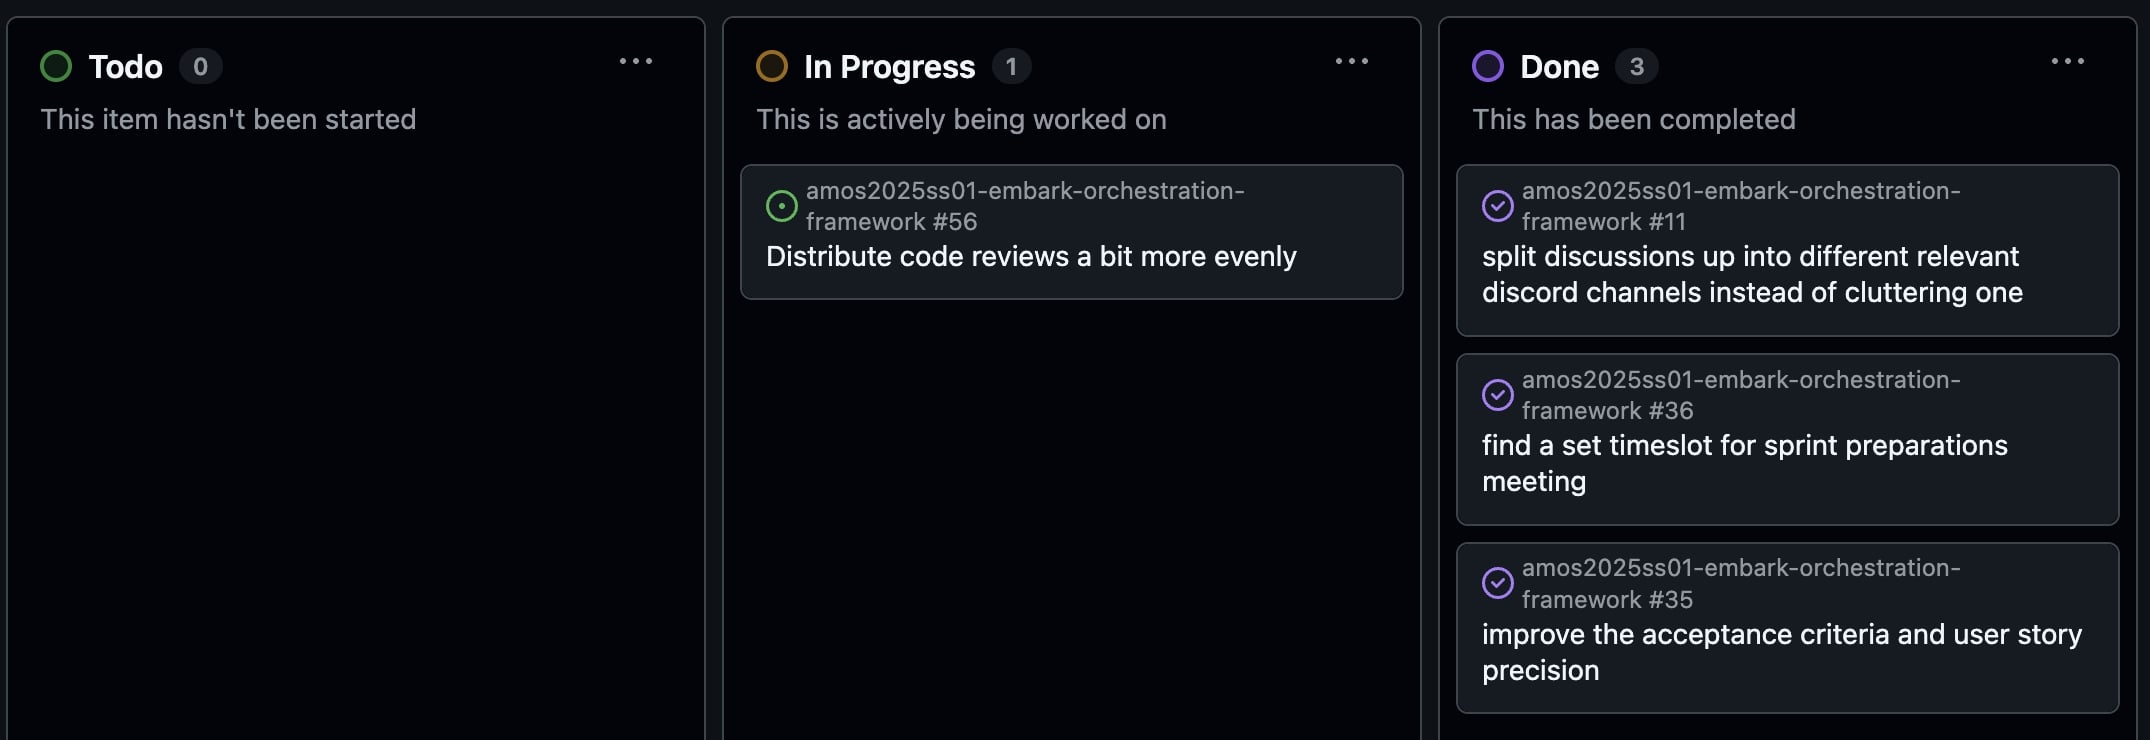 Todo 0
This item hasn't been started
In Progress 1
This is actively being worked on
amos2025ss01-embark-orchestration-
framework #56
Distribute code reviews a bit more evenly
Done 3
This has been completed
amos2025ss01-embark-orchestration-
framework #11
split discussions up into different relevant
discord channels instead of cluttering one
amos2025ss01-embark-orchestration-
framework #36
find a set timeslot for sprint preparations
meeting
amos2025ss01-embark-orchestration-
framework #35
improve the acceptance criteria and user story
precision